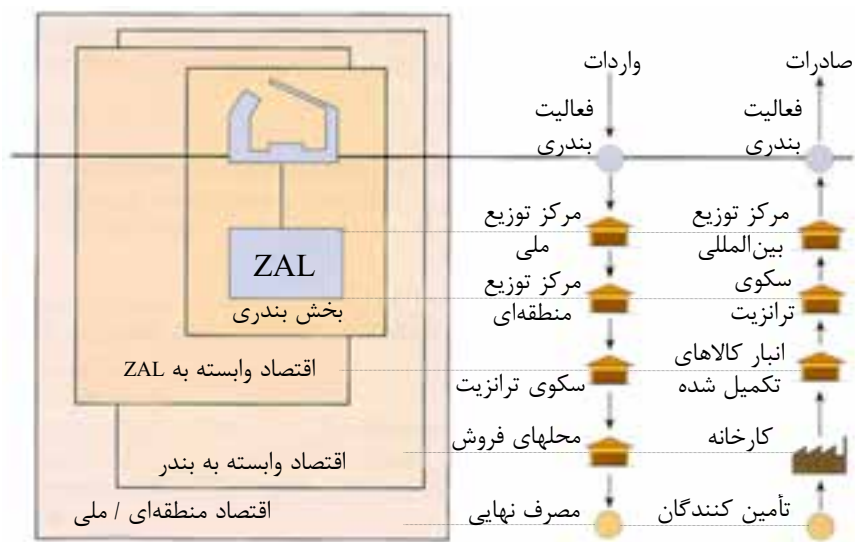 صادرات
واردات
فعالیت
بندری
فعالیت
بندری
مرکز توزیع
بین‌المللی
مرکز توزیع
ملی
سکوی
ترانزیت
مرکز توزیع
منطقه‌ای
انبار کالاهای
تکمیل شده
سکوی ترانزیت
کارخانه
محلهای فروش
تأمین کنندگان
مصرف نهایی
ZAL
بخش بندری
اقتصاد وابسته به ZAL
اقتصاد وابسته به بندر
اقتصاد منطقه‌ای / ملی